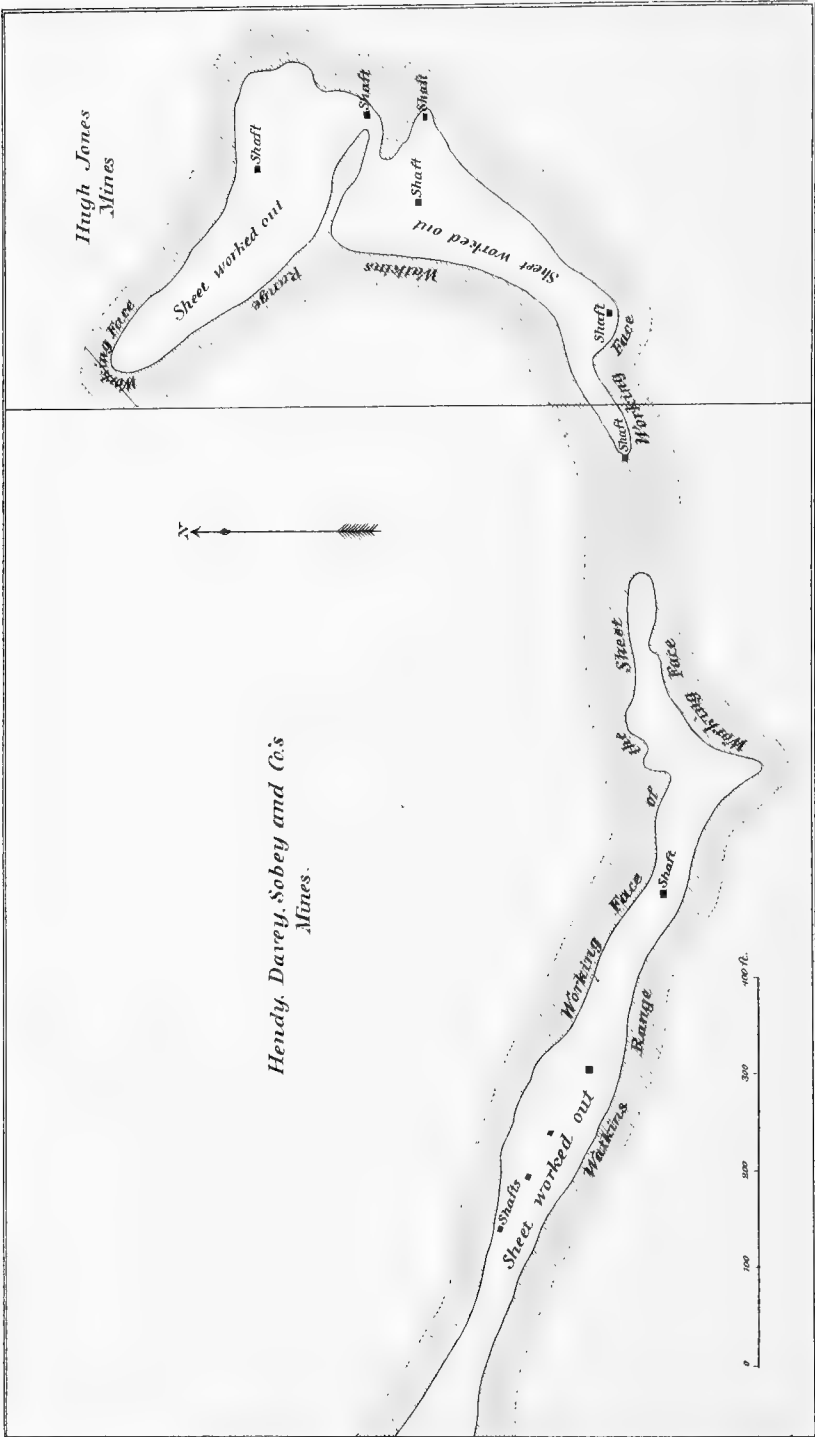 Hugh Jones
Mines
Working Face
Shaft
Sheet worked out
Range
Shaft
Shaft
Shaft
Watkins
Sheet worked out
Shaft
Working Face
Shaft
N
Hendy, Davey, Sobey and Co.'s
Mines.
Working Face of the Sheet
Working Face
Shaft
Shafts
Sheet worked out
Watkins Range
0 100 200 300 400 ft.